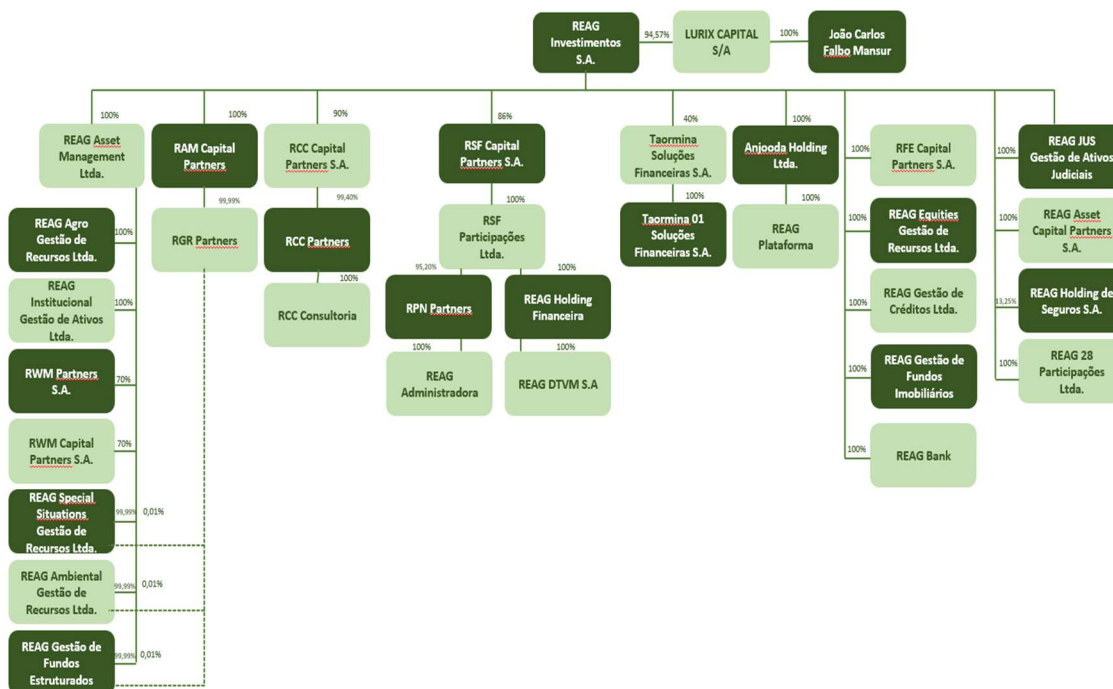 REAG
Investimentos
S.A.
94,57%
LURIX CAPITAL
S/A
100%
João Carlos
Falbo Mansur
100%
REAG Asset
Management
Ltda.
100%
RAM Capital
Partners
90%
RCC Capital
Partners S.A.
86%
RSF Capital
Partners S.A.
40%
Taormina
Soluções
Financeiras S.A.
100%
Anjooda Holding
Ltda.
100%
RFE Capital
Partners S.A.
100%
REAG JUS
Gestão de Ativos
Judiciais
REAG Agro
Gestão de
Recursos Ltda.
100%
99,99%
RGR Partners
99,40%
RCC Partners
100%
RSF
Participações
Ltda.
100%
Taormina 01
Soluções
Financeiras S.A.
100%
REAG
Plataforma
100%
REAG Equities
Gestão de
Recursos Ltda.
100%
REAG Asset
Capital Partners
S.A.
REAG
Institucional
Gestão de Ativos
Ltda.
100%
100%
RCC Consultoria
95,20%
RPN Partners
100%
REAG Holding
Financeira
100%
REAG Gestão de
Créditos Ltda.
13,25%
REAG Holding de
Seguros S.A.
RWM Partners
S.A.
70%
100%
REAG
Administradora
100%
REAG DTVM S.A
100%
REAG Gestão de
Fundos
Imobiliários
100%
REAG 28
Participações
Ltda.
RWM Capital
Partners S.A.
70%
100%
REAG Bank
REAG Special
Situations
Gestão de
Recursos Ltda.
99,99%
0,01%
REAG Ambiental
Gestão de
Recursos Ltda.
99,99%
0,01%
REAG Gestão de
Fundos
Estruturados
99,99%
0,01%